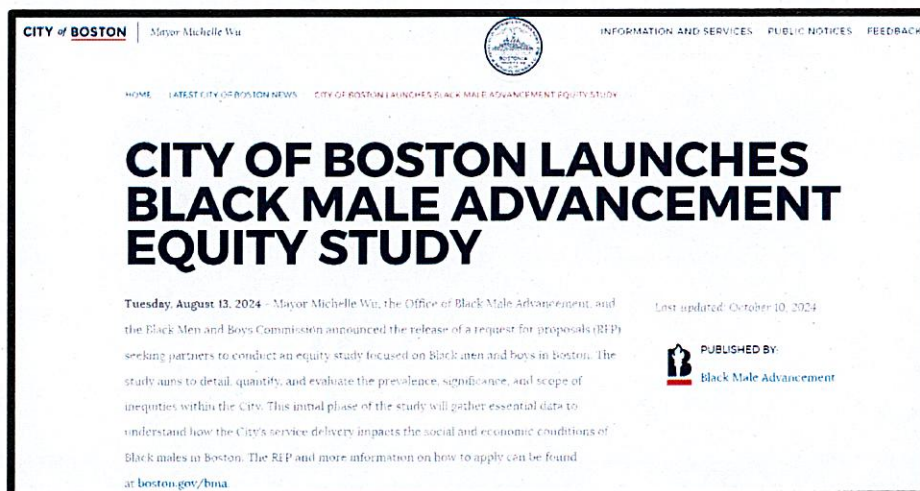 CITY of BOSTON Mayor Michelle Wu
INFORMATION AND SERVICES PUBLIC NOTICES FEEDBACK
BOSTONIA
HOME LATEST CITY OF BOSTON NEWS CITY OF BOSTON LAUNCHES BLACK MALE ADVANCEMENT EQUITY STUDY
CITY OF BOSTON LAUNCHES
BLACK MALE ADVANCEMENT
EQUITY STUDY
Tuesday, August 13, 2024 - Mayor Michelle Wu, the Office of Black Male Advancement, and
the Black Men and Boys Commission announced the release of a request for proposals (RFP)
seeking partners to conduct an equity study focused on Black men and boys in Boston. The
study aims to detail, quantify, and evaluate the prevalence, significance, and scope of
inequities within the City. This initial phase of the study will gather essential data to
understand how the City's service delivery impacts the social and economic conditions of
Black males in Boston. The RFP and more information on how to apply can be found
at boston.gov/bma.
Last updated: October 10, 2024
B
PUBLISHED BY:
Black Male Advancement